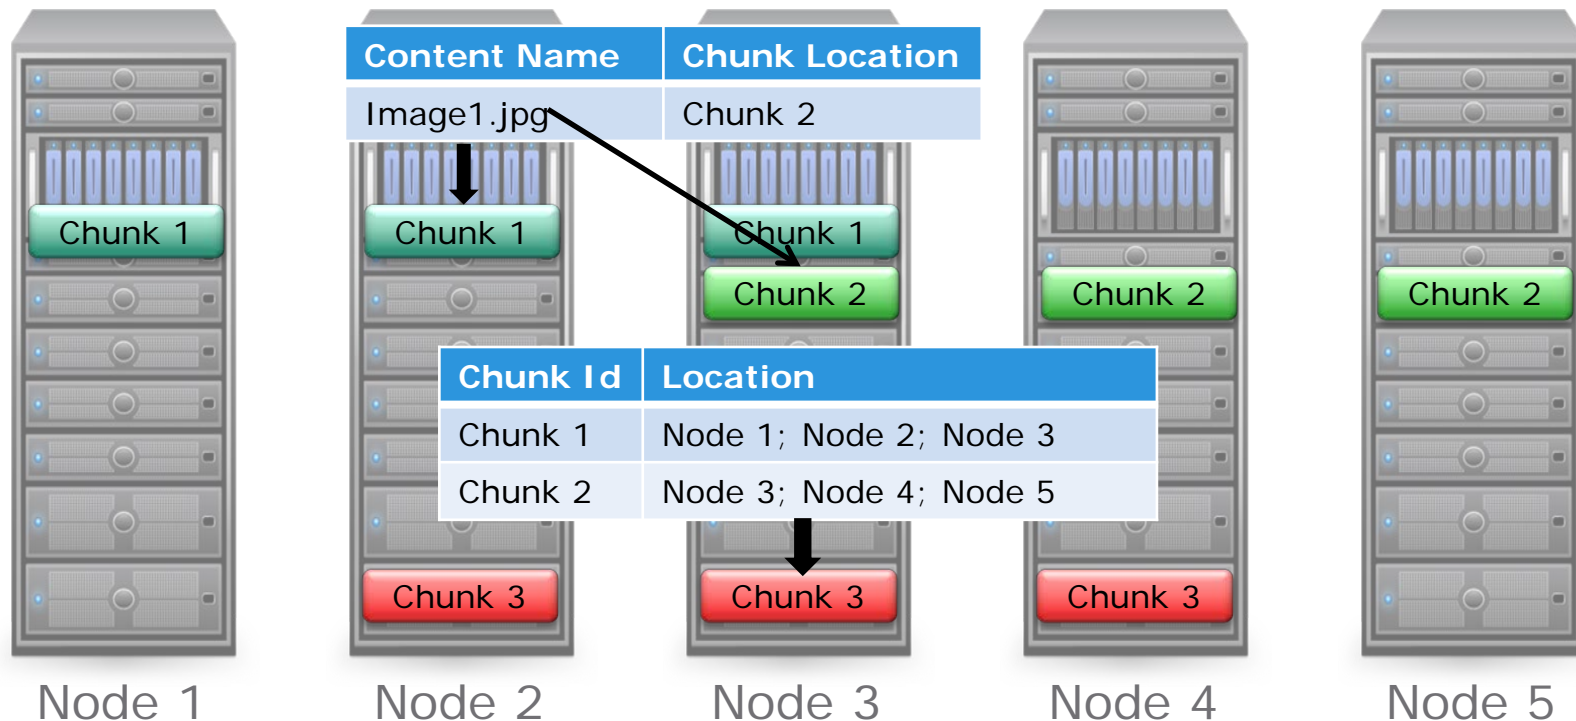 Content Name Chunk Location
Image1.jpg Chunk 2
Chunk 1 Chunk 1 Chunk 1
Chunk 2 Chunk 2 Chunk 2
Chunk Id Location
Chunk 1 Node 1; Node 2; Node 3
Chunk 2 Node 3; Node 4; Node 5
Chunk 3 Chunk 3 Chunk 3
Node 1 Node 2 Node 3 Node 4 Node 5